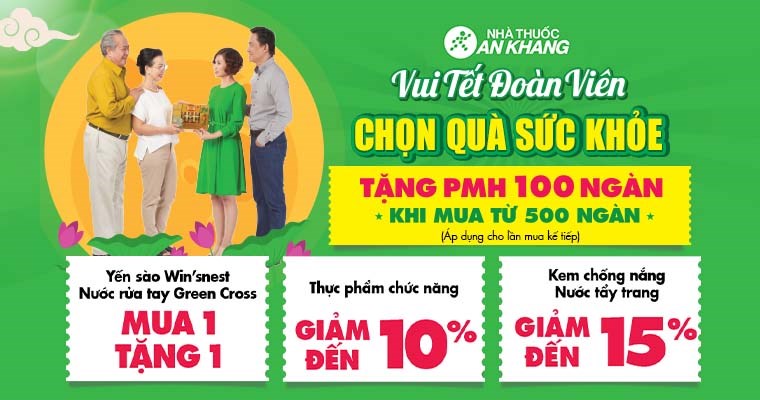 NHÀ THUỐC
AN KHANG
Vui Tết Đoàn Viên
CHỌN QUÀ SỨC KHỎE
TẶNG PMH 100 NGÀN
★ KHI MUA TỪ 500 NGÀN ★
(Áp dụng cho lần mua kế tiếp)
Yến sào Win'snest
Nước rửa tay Green Cross
MUA 1
TẶNG 1
Thực phẩm chức năng
GIẢM ĐẾN 10%
Kem chống nắng
Nước tẩy trang
GIẢM ĐẾN 15%